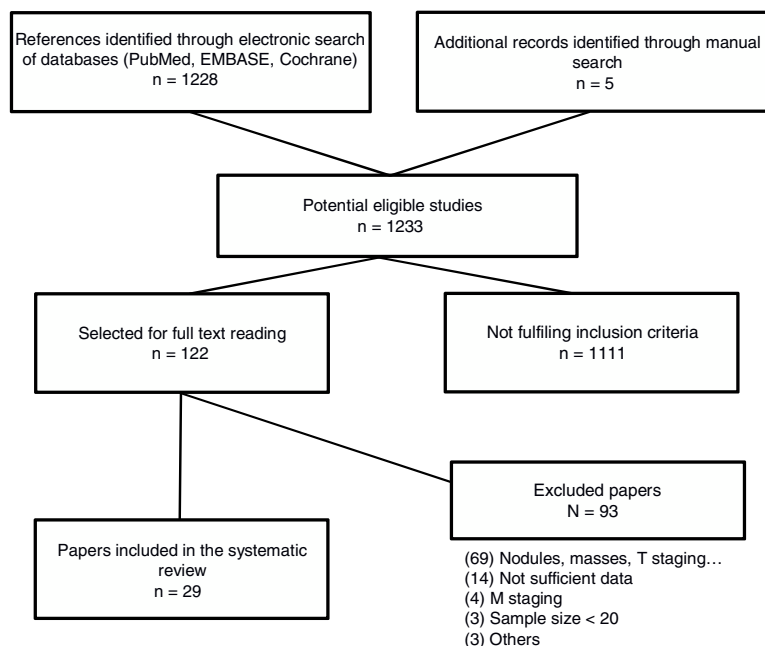 References identified through electronic search
of databases (PubMed, EMBASE, Cochrane)
n = 1228
Additional records identified through manual
search
n = 5
Potential eligible studies
n = 1233
Selected for full text reading
n = 122
Not fulfiling inclusion criteria
n = 1111
Excluded papers
N = 93
(69) Nodules, masses, T staging…
(14) Not sufficient data
(4) M staging
(3) Sample size < 20
(3) Others
Papers included in the systematic
review
n = 29